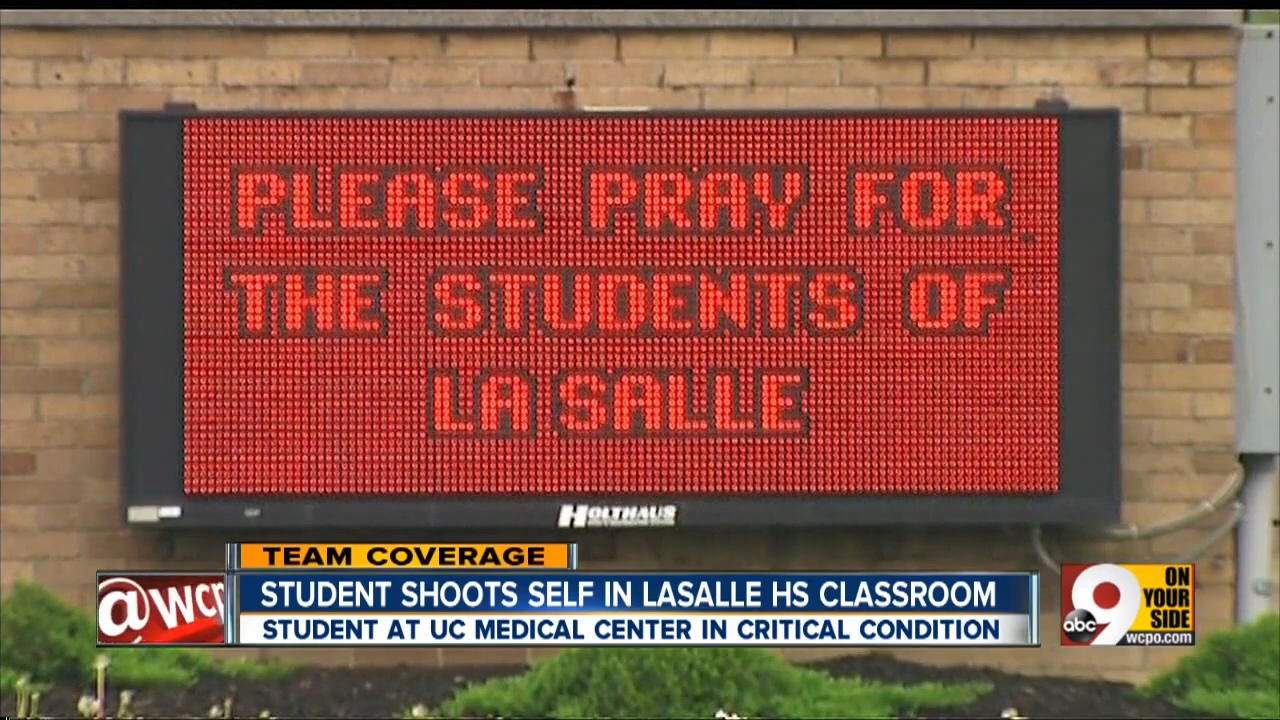 PLEASE PRAY FOR
THE STUDENTS OF
LA SALLE
HOLTHAUS
TEAM COVERAGE
@wcp
STUDENT SHOOTS SELF IN LASALLE HS CLASSROOM
STUDENT AT UC MEDICAL CENTER IN CRITICAL CONDITION
abc 9
ON
YOUR
SIDE
wcpo.com